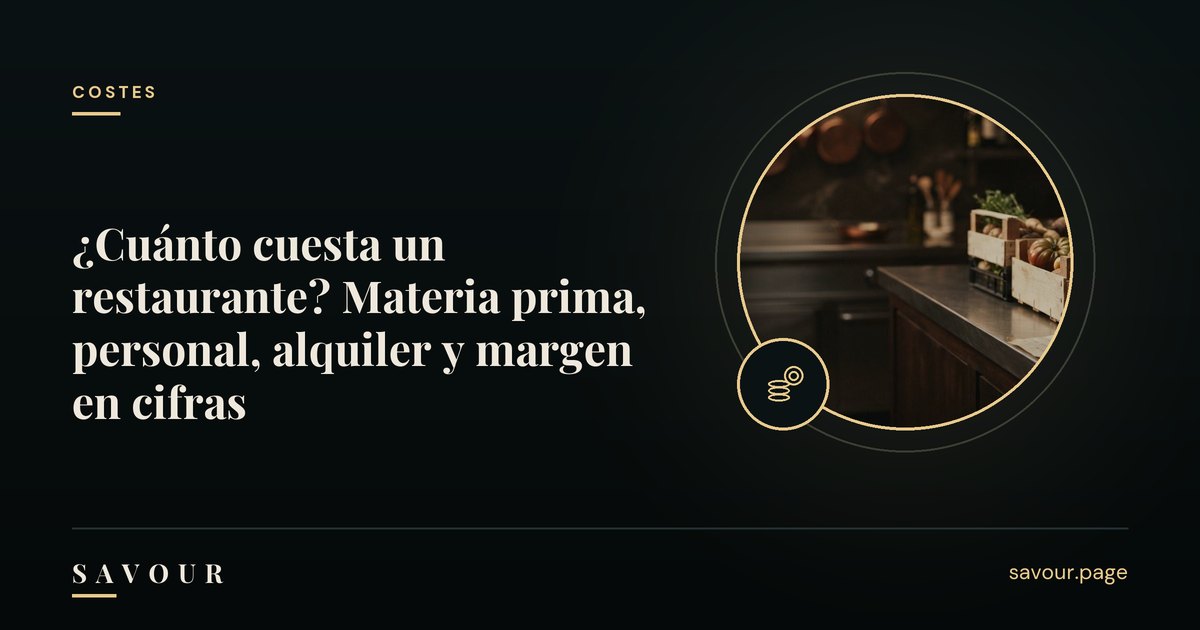 COSTES
¿Cuánto cuesta un
restaurante? Materia prima,
personal, alquiler y margen
en cifras
SAVOUR
savour.page